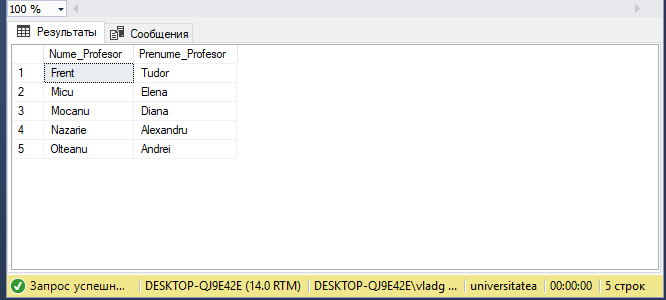 100 %
Результаты Сообщения
Nume_Profesor Prenume_Profesor
1 Frent Tudor
2 Micu Elena
3 Mocanu Diana
4 Nazarie Alexandru
5 Olteanu Andrei
Запрос успешн... DESKTOP-QJ9E42E (14.0 RTM) DESKTOP-QJ9E42E\vladg ... universitatea 00:00:00 5 строк